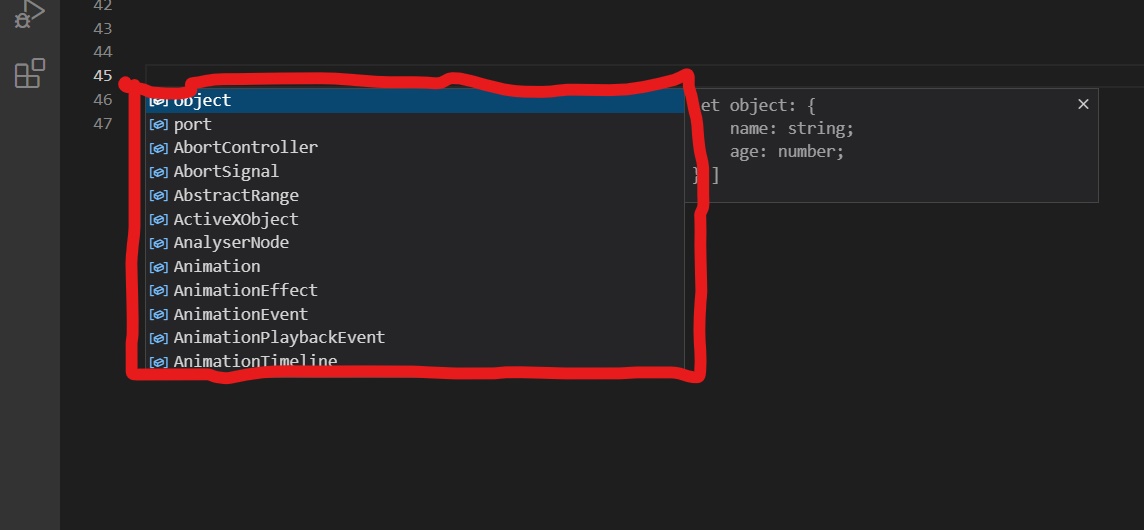 42
43
44
45
46
47
object
port
AbortController
AbortSignal
AbstractRange
ActiveXObject
AnalyserNode
Animation
AnimationEffect
AnimationEvent
AnimationPlaybackEvent
AnimationTimeline
et object: {
name: string;
age: number;
}[]